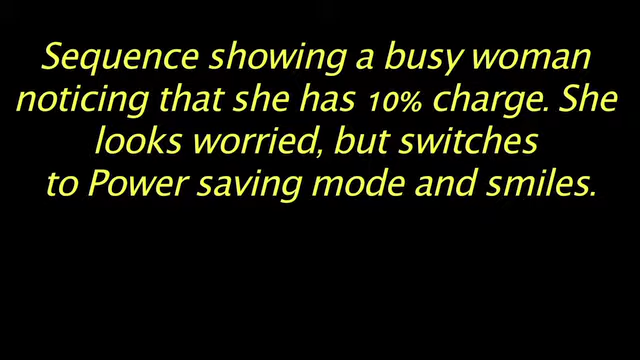 Sequence showing a busy woman
noticing that she has 10% charge. She
looks worried, but switches
to Power saving mode and smiles.